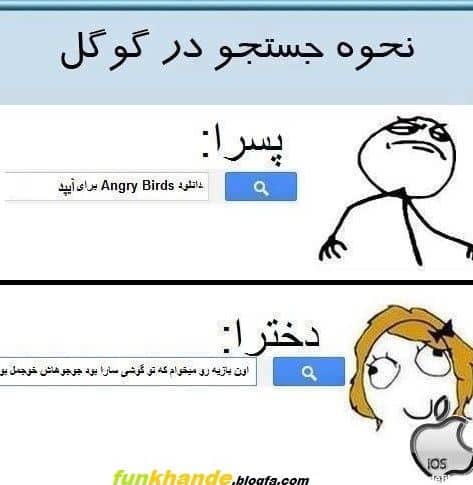 نحوه جستجو در گوگل
پسرا:
دانلود Angry Birds برای آیپد
دخترا:
اون بازیه رو میخوام که تو گوشی سارا بود جوجوهاش خوجمل بو
iOS
funkhande.blogfa.com